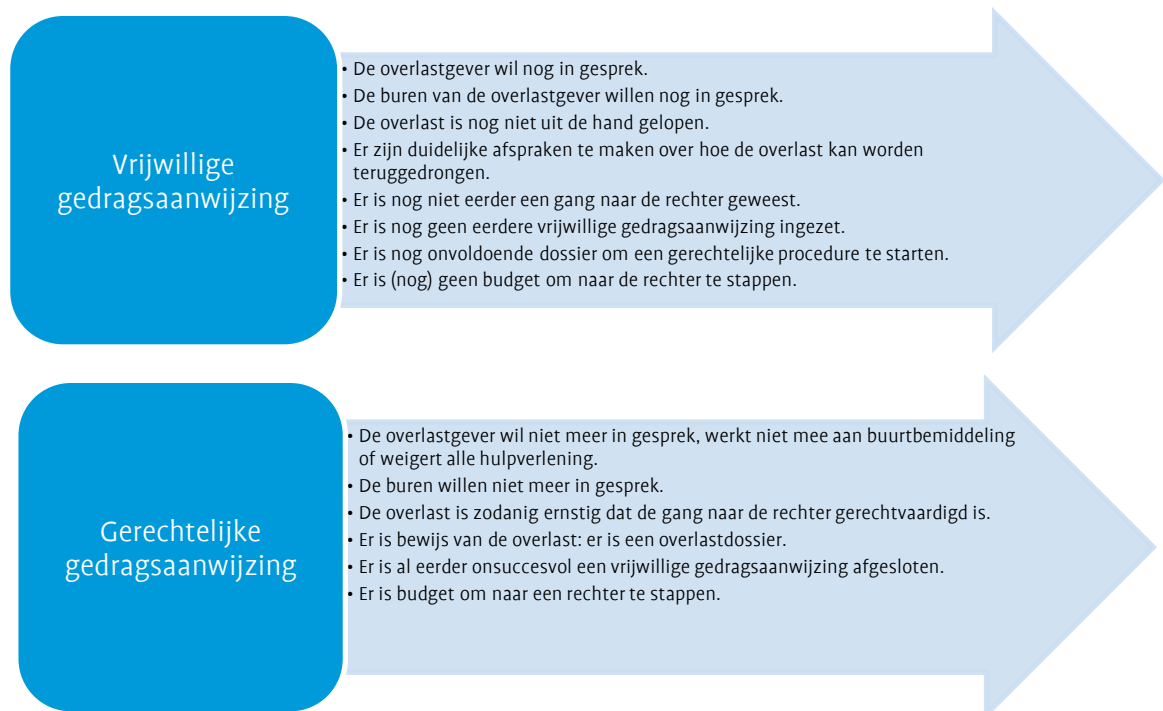 Vrijwillige
gedragsaanwijzing
• De overlastgever wil nog in gesprek.
• De buren van de overlastgever willen nog in gesprek.
• De overlast is nog niet uit de hand gelopen.
• Er zijn duidelijke afspraken te maken over hoe de overlast kan worden
teruggedrongen.
• Er is nog niet eerder een gang naar de rechter geweest.
• Er is nog geen eerdere vrijwillige gedragsaanwijzing ingezet.
• Er is nog onvoldoende dossier om een gerechtelijke procedure te starten.
• Er is (nog) geen budget om naar de rechter te stappen.
Gerechtelijke
gedragsaanwijzing
• De overlastgever wil niet meer in gesprek, werkt niet mee aan buurtbemiddeling
of weigert alle hulpverlening.
• De buren willen niet meer in gesprek.
• De overlast is zodanig ernstig dat de gang naar de rechter gerechtvaardigd is.
• Er is bewijs van de overlast: er is een overlastdossier.
• Er is al eerder onsuccesvol een vrijwillige gedragsaanwijzing afgesloten.
• Er is budget om naar een rechter te stappen.